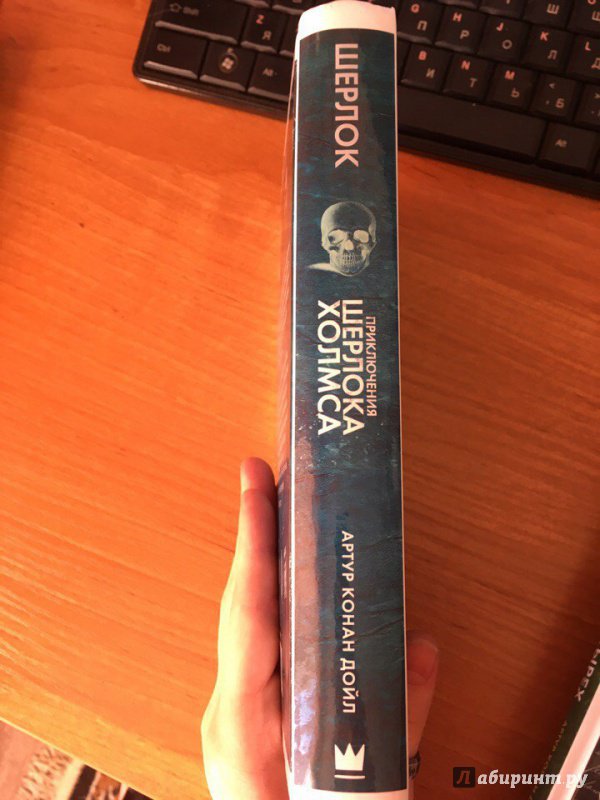 ШЕРЛОК
ПРИКЛЮЧЕНИЯ
ШЕРЛОКА
ХОЛМСА
АРТУР КОНАН ДОЙЛ
Лабиринт.ру